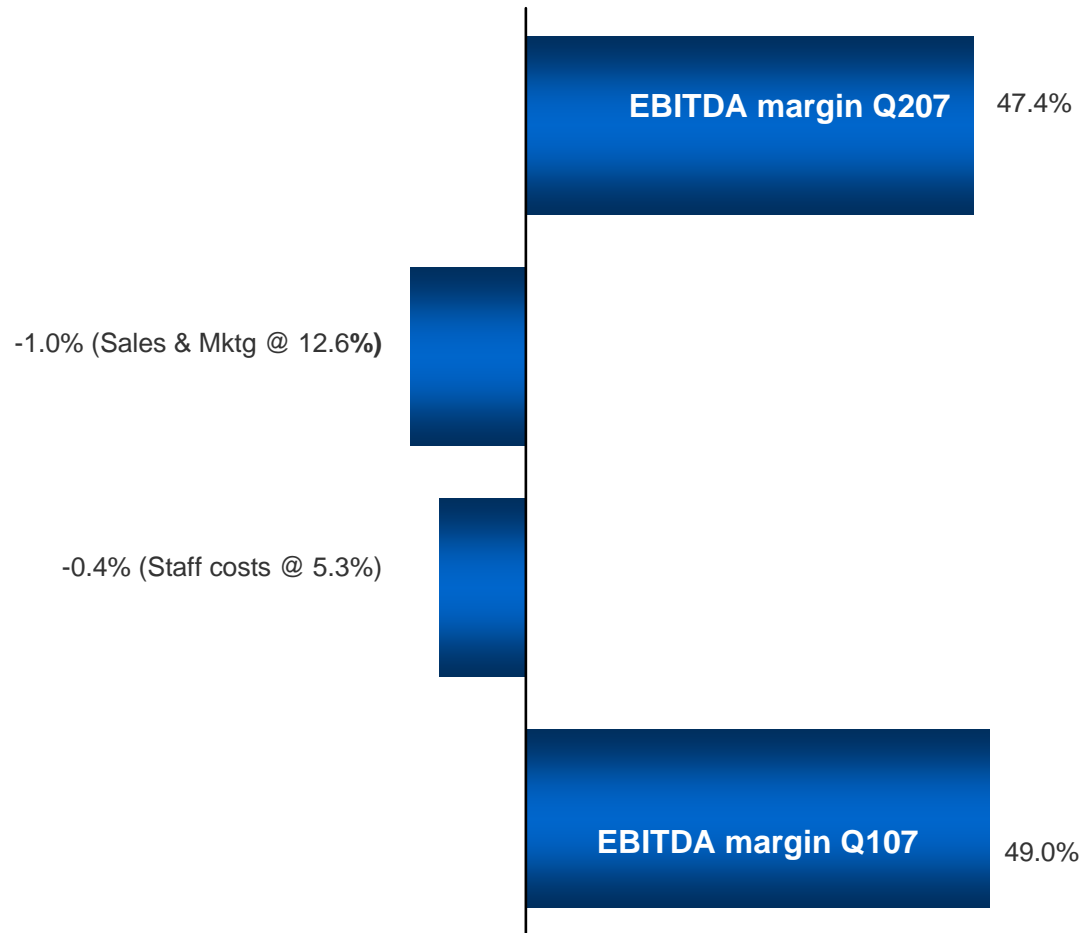 EBITDA margin Q207 47.4%
-1.0% (Sales & Mktg @ 12.6%)
-0.4% (Staff costs @ 5.3%)
EBITDA margin Q107 49.0%